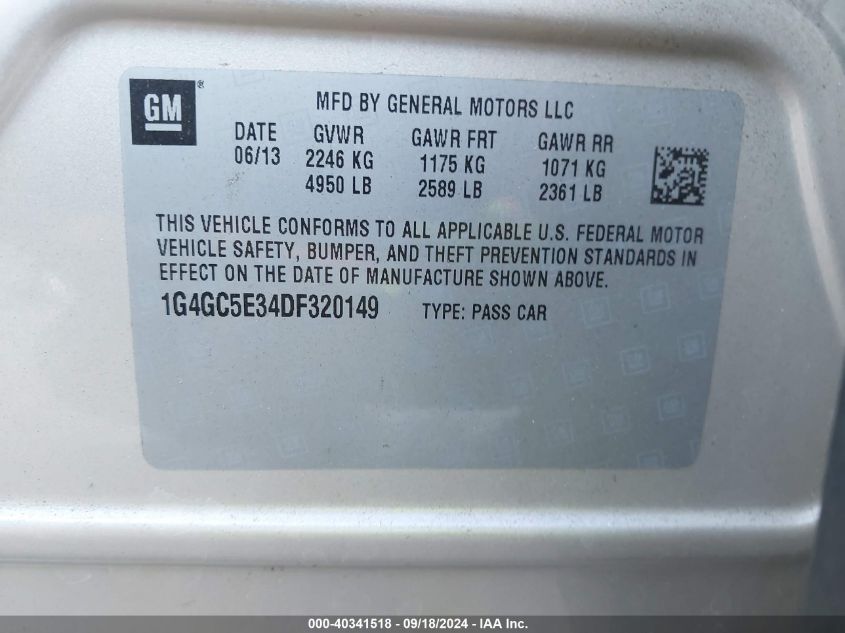 GM®
MFD BY GENERAL MOTORS LLC
DATE GVWR GAWR FRT GAWR RR
06/13 2246 KG 1175 KG 1071 KG
4950 LB 2589 LB 2361 LB
THIS VEHICLE CONFORMS TO ALL APPLICABLE U.S. FEDERAL MOTOR
VEHICLE SAFETY, BUMPER, AND THEFT PREVENTION STANDARDS IN
EFFECT ON THE DATE OF MANUFACTURE SHOWN ABOVE.
1G4GC5E34DF320149 TYPE: PASS CAR
000-40341518 - 09/18/2024 - IAA Inc.